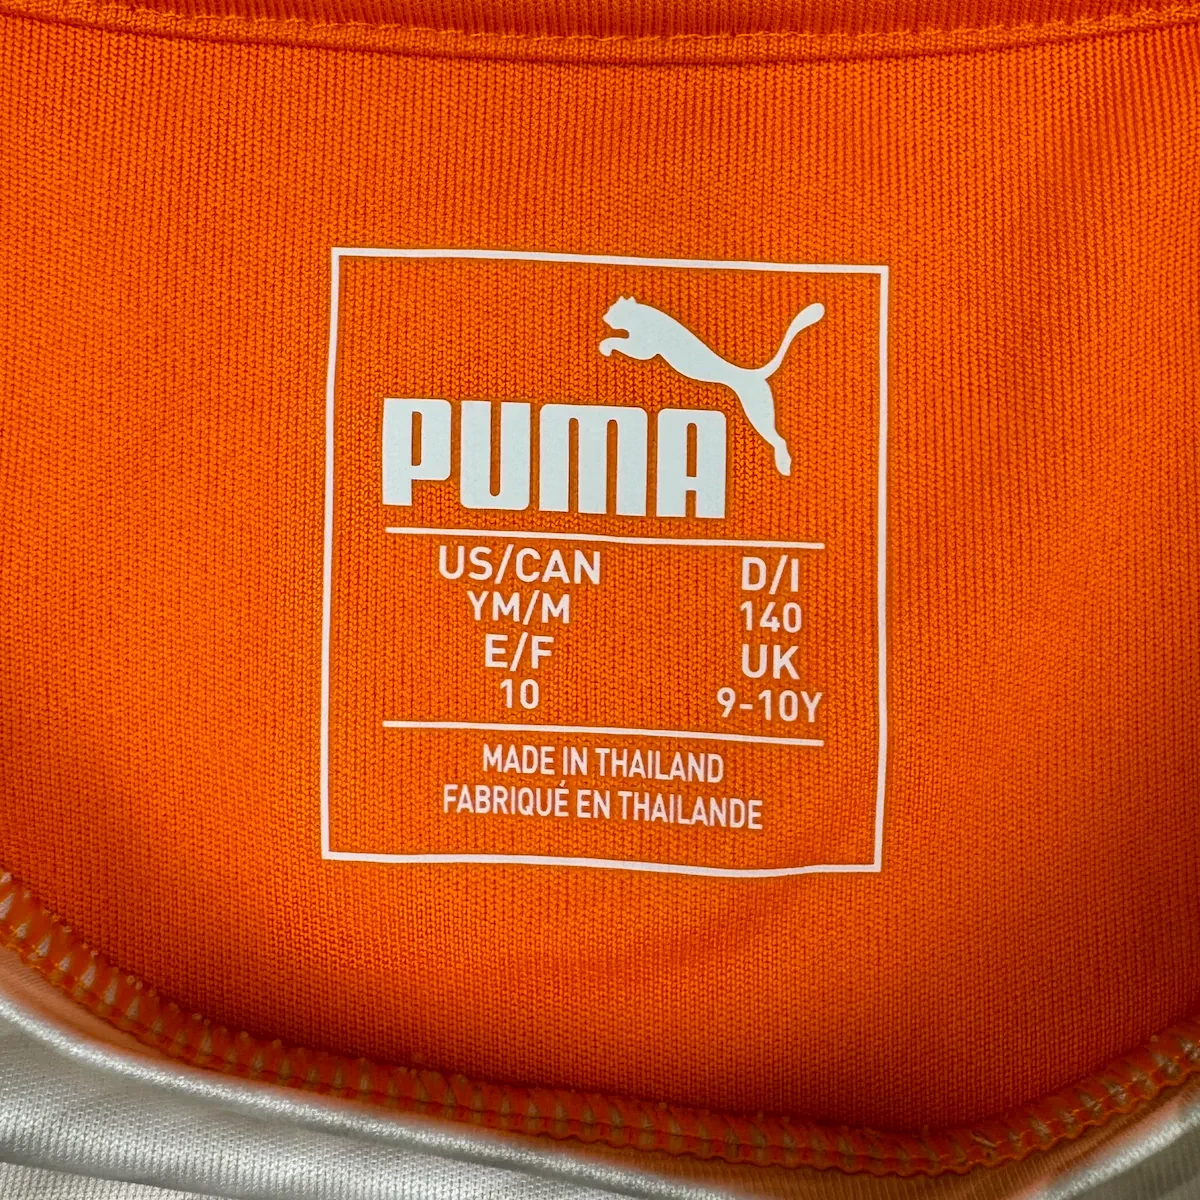 PUMA
US/CAN D/I
YM/M 140
E/F UK
10 9-10Y
MADE IN THAILAND
FABRIQUÉ EN THAILANDE